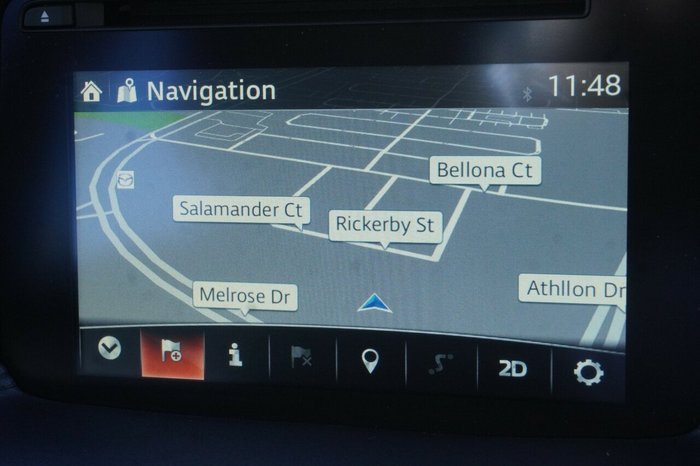 Navigation
11:48
Bellona Ct
Salamander Ct
Rickerby St
Melrose Dr
Athllon Dr
2D